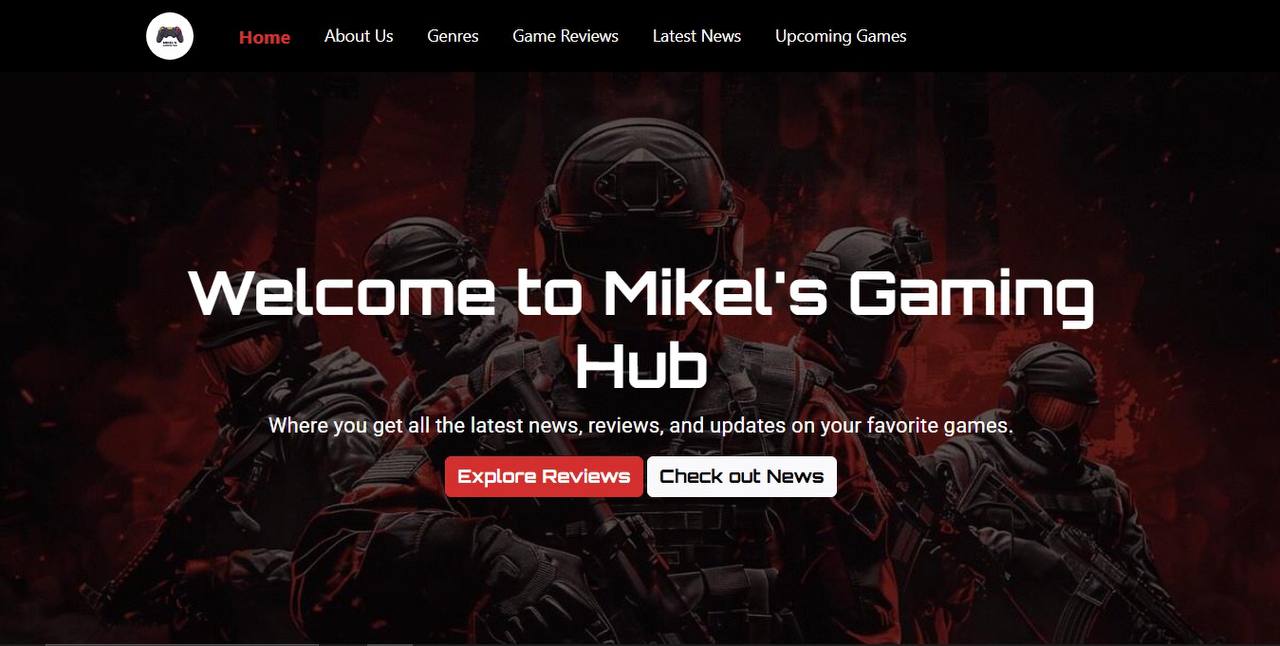 Home About Us Genres Game Reviews Latest News Upcoming Games
Welcome to Mikel's Gaming
Hub
Where you get all the latest news, reviews, and updates on your favorite games.
Explore Reviews Check out News